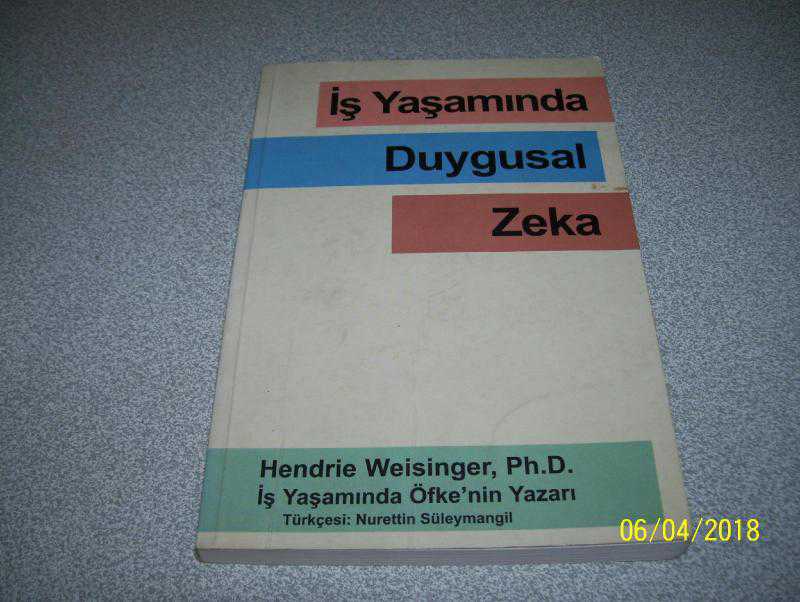 İş Yaşamında
Duygusal
Zeka
Hendrie Weisinger, Ph.D.
İş Yaşamında Öfke'nin Yazarı
Türkçesi: Nurettin Süleymangil
06/04/2018